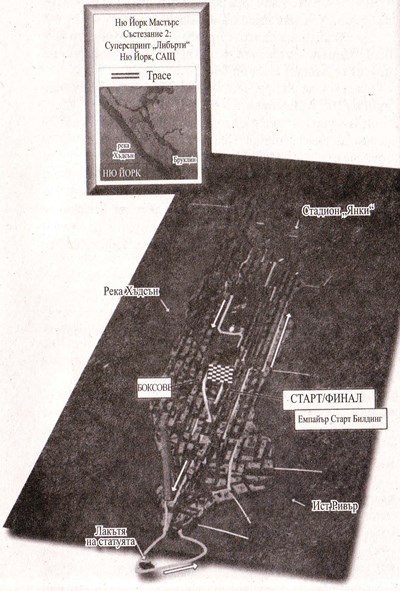 Ню Йорк Мастърс
Състезание 2:
Суперспринт „Либърти“
Ню Йорк, САЩ
Трасе
река
Хъдсън
Бруклин
НЮ ЙОРК
Стадион „Янки“
Река Хъдсън
БОКСОВЕ
СТАРТ/ФИНАЛ
Емпайър Старт Билдинг
Ист Ривър
Лакътя
на статуята